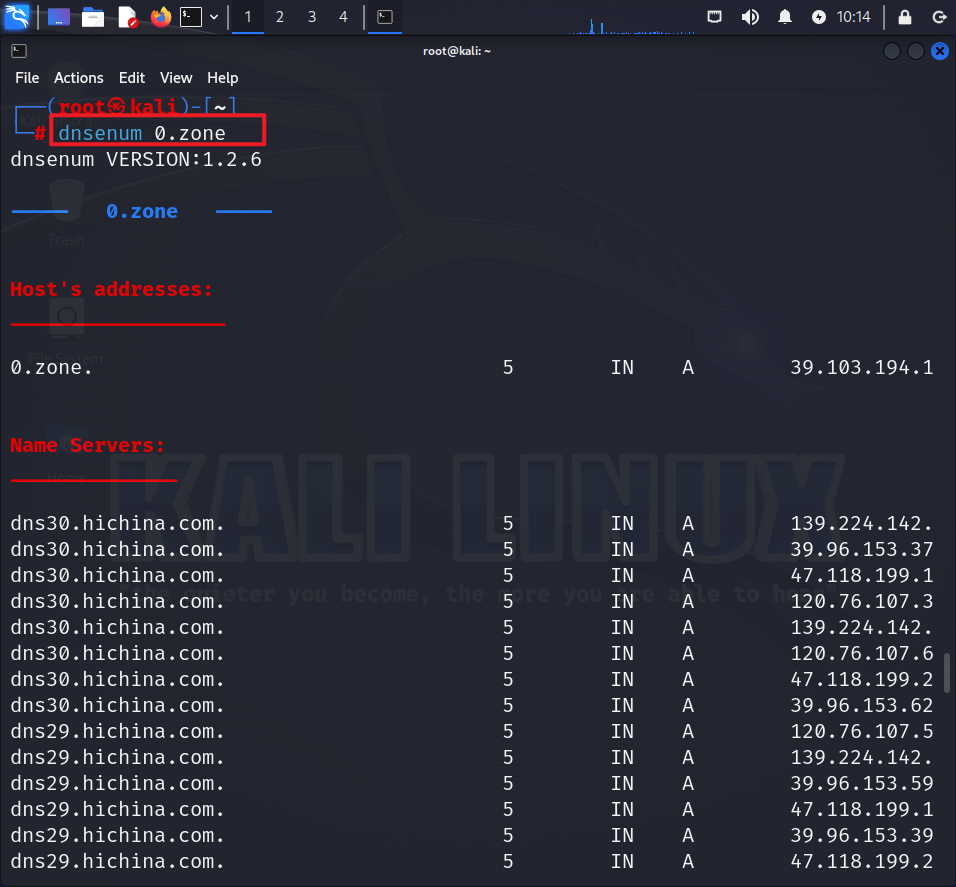 1 2 3 4 10:14
root@kali: ~
File Actions Edit View Help
(root㉿kali)-[~]
# dnsenum 0.zone
dnsenum VERSION:1.2.6
0.zone
Trash
Host's addresses:
File System
0.zone. 5 IN A 39.103.194.1
Name Servers:
Home
KALI LINUX
dns30.hichina.com. 5 IN A 139.224.142.
dns30.hichina.com. 5 IN A 39.96.153.37
dns30.hichina.com. 5 IN A 47.118.199.1
"the quieter you become, the more you are able to hear"
dns30.hichina.com. 5 IN A 120.76.107.3
dns30.hichina.com. 5 IN A 139.224.142.
dns30.hichina.com. 5 IN A 120.76.107.6
dns30.hichina.com. 5 IN A 47.118.199.2
dns30.hichina.com. 5 IN A 39.96.153.62
dns29.hichina.com. 5 IN A 120.76.107.5
dns29.hichina.com. 5 IN A 139.224.142.
dns29.hichina.com. 5 IN A 39.96.153.59
dns29.hichina.com. 5 IN A 47.118.199.1
dns29.hichina.com. 5 IN A 39.96.153.39
dns29.hichina.com. 5 IN A 47.118.199.2